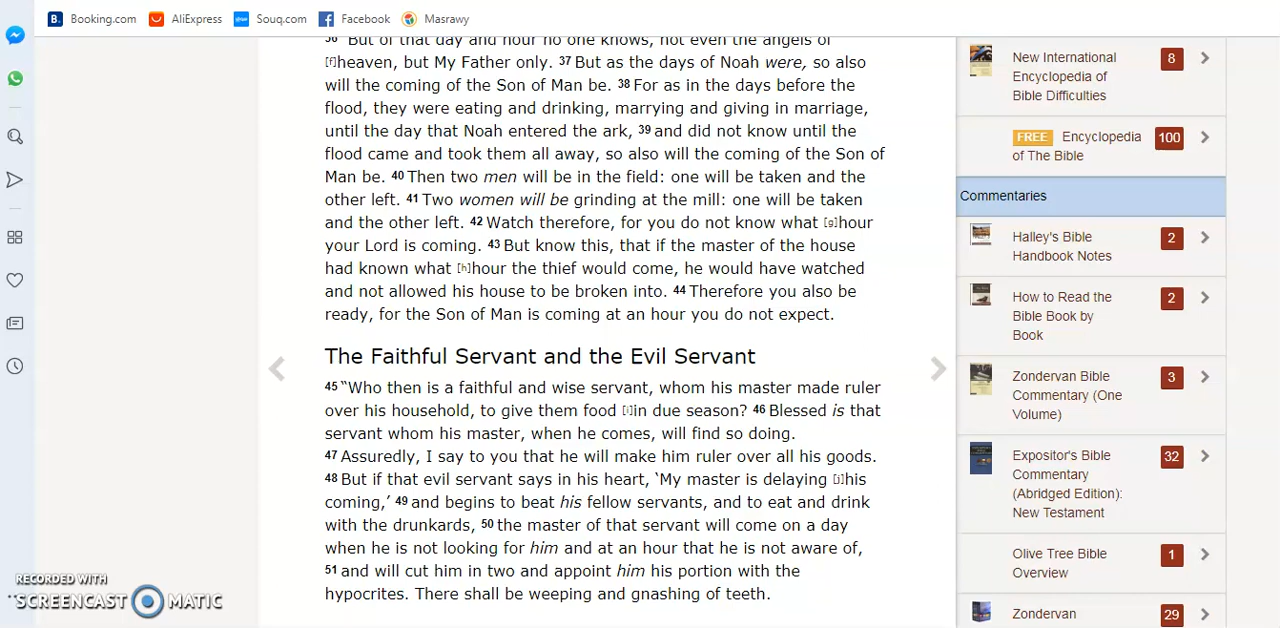 Booking.com AliExpress Souq.com Facebook Masrawy
36 "But of that day and hour no one knows, not even the angels of
[f]heaven, but My Father only. 37 But as the days of Noah were, so also
will the coming of the Son of Man be. 38 For as in the days before the
flood, they were eating and drinking, marrying and giving in marriage,
until the day that Noah entered the ark, 39 and did not know until the
flood came and took them all away, so also will the coming of the Son of
Man be. 40 Then two men will be in the field: one will be taken and the
other left. 41 Two women will be grinding at the mill: one will be taken
and the other left. 42 Watch therefore, for you do not know what [g]hour
your Lord is coming. 43 But know this, that if the master of the house
had known what [h]hour the thief would come, he would have watched
and not allowed his house to be broken into. 44 Therefore you also be
ready, for the Son of Man is coming at an hour you do not expect.
The Faithful Servant and the Evil Servant
45 "Who then is a faithful and wise servant, whom his master made ruler
over his household, to give them food [i]in due season? 46 Blessed is that
servant whom his master, when he comes, will find so doing.
47 Assuredly, I say to you that he will make him ruler over all his goods.
48 But if that evil servant says in his heart, 'My master is delaying [j]his
coming,' 49 and begins to beat his fellow servants, and to eat and drink
with the drunkards, 50 the master of that servant will come on a day
when he is not looking for him and at an hour that he is not aware of,
51 and will cut him in two and appoint him his portion with the
hypocrites. There shall be weeping and gnashing of teeth.
New International
Encyclopedia of
Bible Difficulties
8
FREE Encyclopedia
of The Bible
100
Commentaries
Halley's Bible
Handbook Notes
2
How to Read the
Bible Book by
Book
2
Zondervan Bible
Commentary (One
Volume)
3
Expositor's Bible
Commentary
(Abridged Edition):
New Testament
32
Olive Tree Bible
Overview
1
Zondervan
29
RECORDED WITH
SCREENCAST MATIC